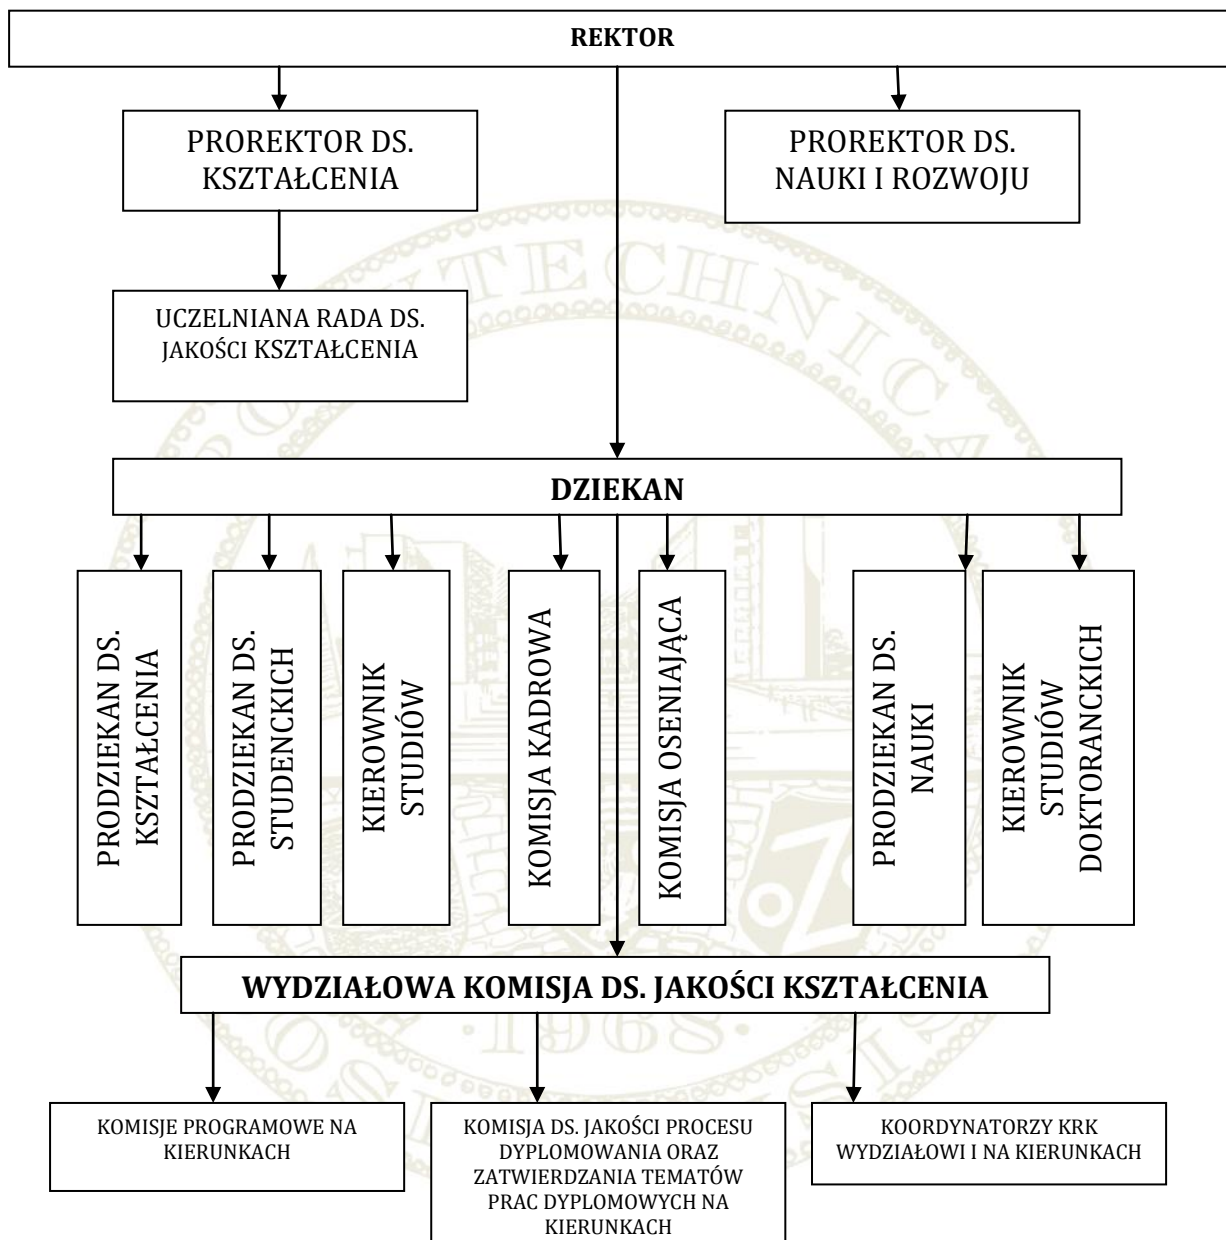 REKTOR
PROREKTOR DS.
KSZTAŁCENIA
PROREKTOR DS.
NAUKI I ROZWOJU
UCZELNIANA RADA DS.
JAKOŚCI KSZTAŁCENIA
DZIEKAN
PRODZIEKAN DS.
KSZTAŁCENIA
PRODZIEKAN DS.
STUDENCKICH
KIEROWNIK
STUDIÓW
KOMISJA KADROWA
KOMISJA OSENIAJĄCA
PRODZIEKAN DS.
NAUKI
KIEROWNIK
STUDIÓW
DOKTORANCKICH
WYDZIAŁOWA KOMISJA DS. JAKOŚCI KSZTAŁCENIA
·1968·
KOMISJE PROGRAMOWE NA
KIERUNKACH
KOMISJA DS. JAKOŚCI PROCESU
DYPLOMOWANIA ORAZ
ZATWIERDZANIA TEMATÓW
PRAC DYPLOMOWYCH NA
KIERUNKACH
KOORDYNATORZY KRK
WYDZIAŁOWI I NA KIERUNKACH